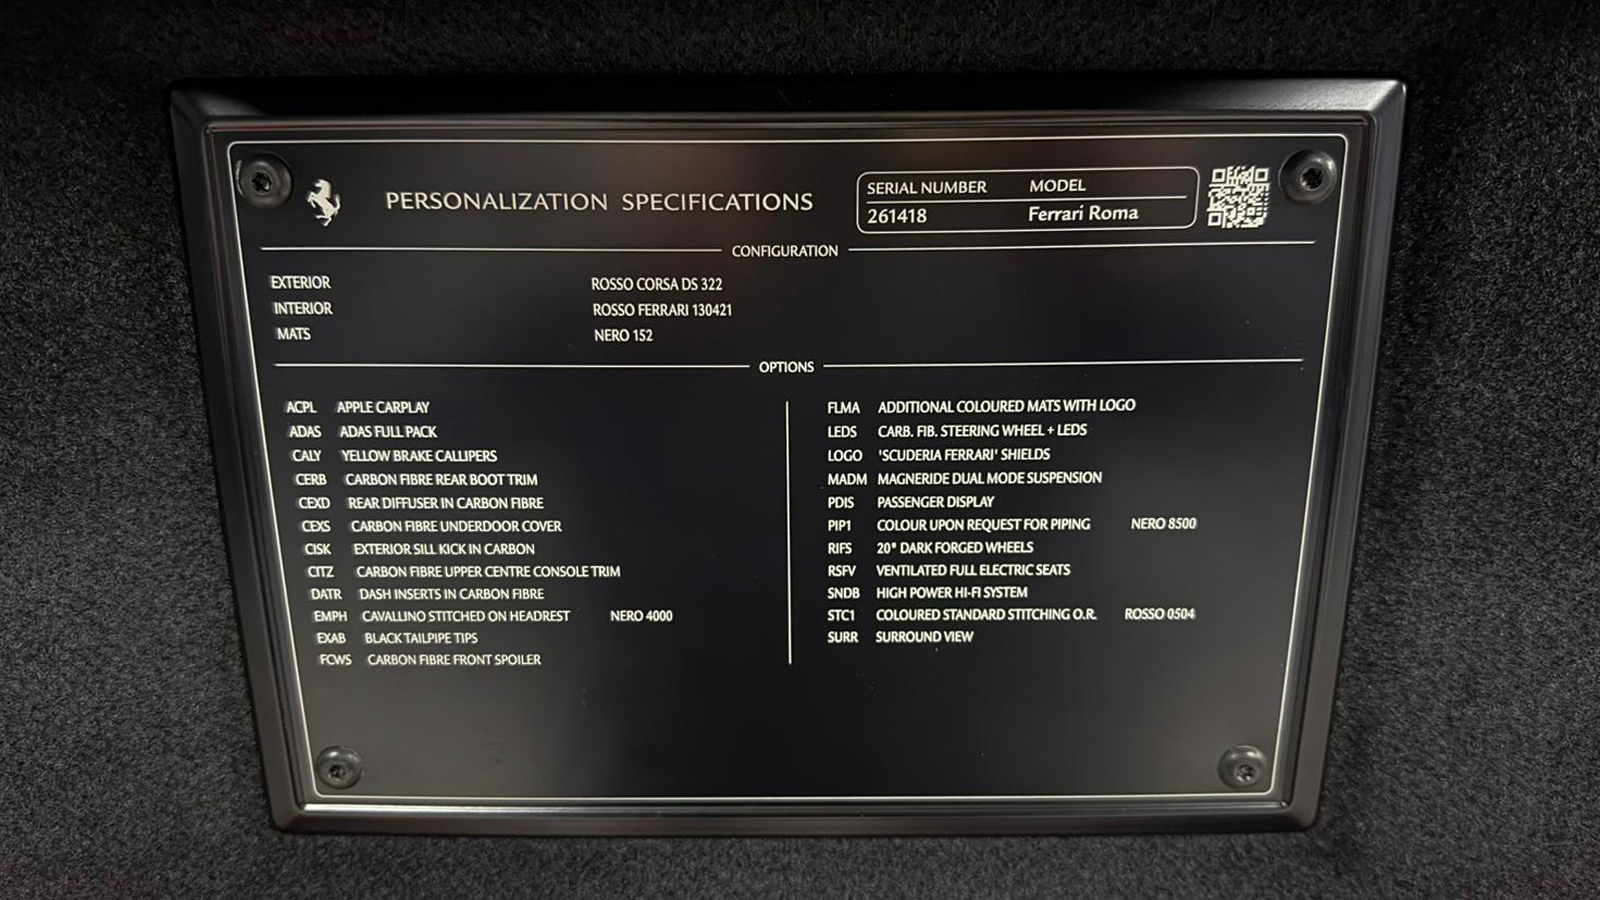 PERSONALIZATION SPECIFICATIONS
SERIAL NUMBER MODEL
261418 Ferrari Roma
CONFIGURATION
EXTERIOR ROSSO CORSA DS 322
INTERIOR ROSSO FERRARI 130421
MATS NERO 152
OPTIONS
ACPL APPLE CARPLAY
ADAS ADAS FULL PACK
CALY YELLOW BRAKE CALLIPERS
CERB CARBON FIBRE REAR BOOT TRIM
CEXD REAR DIFFUSER IN CARBON FIBRE
CEXS CARBON FIBRE UNDERDOOR COVER
CISK EXTERIOR SILL KICK IN CARBON
CITZ CARBON FIBRE UPPER CENTRE CONSOLE TRIM
DATR DASH INSERTS IN CARBON FIBRE
EMPH CAVALLINO STITCHED ON HEADREST NERO 4000
EXAB BLACK TAILPIPE TIPS
FCWS CARBON FIBRE FRONT SPOILER
FLMA ADDITIONAL COLOURED MATS WITH LOGO
LEDS CARB. FIB. STEERING WHEEL + LEDS
LOGO 'SCUDERIA FERRARI' SHIELDS
MADM MAGNERIDE DUAL MODE SUSPENSION
PDIS PASSENGER DISPLAY
PIP1 COLOUR UPON REQUEST FOR PIPING NERO 8500
RIFS 20" DARK FORGED WHEELS
RSFV VENTILATED FULL ELECTRIC SEATS
SNDB HIGH POWER HI-FI SYSTEM
STC1 COLOURED STANDARD STITCHING O.R. ROSSO 0504
SURR SURROUND VIEW